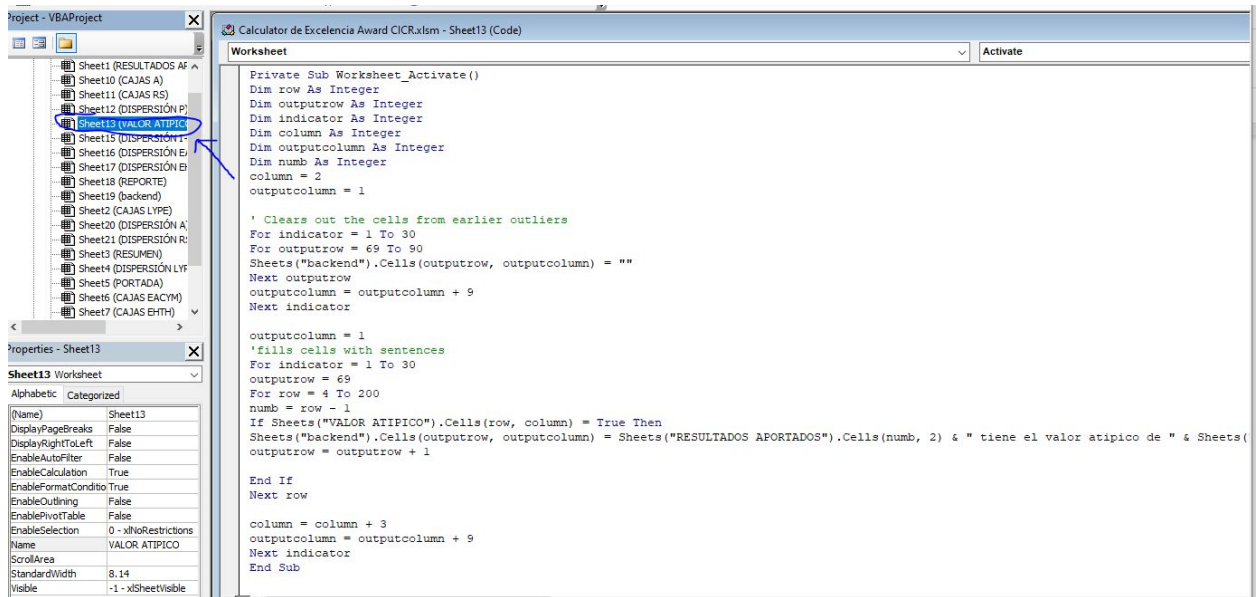 Project - VBAProject
Sheet1 (RESULTADOS AF
Sheet10 (CAJAS A)
Sheet11 (CAJAS RS)
Sheet12 (DISPERSIÓN P)
Sheet13 (VALOR ATIPICO
Sheet15 (DISPERSIÓN I-
Sheet16 (DISPERSIÓN EA
Sheet17 (DISPERSIÓN EH
Sheet18 (REPORTE)
Sheet19 (backend)
Sheet2 (CAJAS LYPE)
Sheet20 (DISPERSIÓN A)
Sheet21 (DISPERSIÓN RS
Sheet3 (RESUMEN)
Sheet4 (DISPERSIÓN LYP
Sheet5 (PORTADA)
Sheet6 (CAJAS EACYM)
Sheet7 (CAJAS EHTH)
Properties - Sheet13
Sheet13 Worksheet
Alphabetic Categorized
(Name) Sheet13
DisplayPageBreaks False
DisplayRightToLeft False
EnableAutoFilter False
EnableCalculation True
EnableFormatConditio True
EnableOutlining False
EnablePivotTable False
EnableSelection 0 - xlNoRestrictions
Name VALOR ATIPICO
ScrollArea
StandardWidth 8.14
Visible -1 - xlSheetVisible
Calculator de Excelencia Award CICR.xlsm - Sheet13 (Code)
Worksheet Activate
Private Sub Worksheet_Activate()
Dim row As Integer
Dim outputrow As Integer
Dim indicator As Integer
Dim column As Integer
Dim outputcolumn As Integer
Dim numb As Integer
column = 2
outputcolumn = 1
' Clears out the cells from earlier outliers
For indicator = 1 To 30
For outputrow = 69 To 90
Sheets("backend").Cells(outputrow, outputcolumn) = ""
Next outputrow
outputcolumn = outputcolumn + 9
Next indicator
outputcolumn = 1
'fills cells with sentences
For indicator = 1 To 30
outputrow = 69
For row = 4 To 200
numb = row - 1
If Sheets("VALOR ATIPICO").Cells(row, column) = True Then
Sheets("backend").Cells(outputrow, outputcolumn) = Sheets("RESULTADOS APORTADOS").Cells(numb, 2) & " tiene el valor atipico de " & Sheets(
outputrow = outputrow + 1
End If
Next row
column = column + 3
outputcolumn = outputcolumn + 9
Next indicator
End Sub